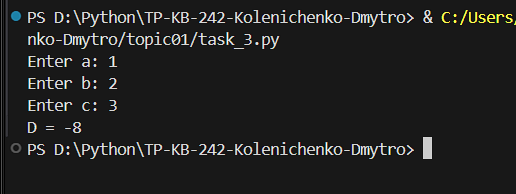 PS D:\Python\TP-KB-242-Kolenichenko-Dmytro> & C:/Users/
nko-Dmytro/topic01/task_3.py
Enter a: 1
Enter b: 2
Enter c: 3
D = -8
PS D:\Python\TP-KB-242-Kolenichenko-Dmytro>